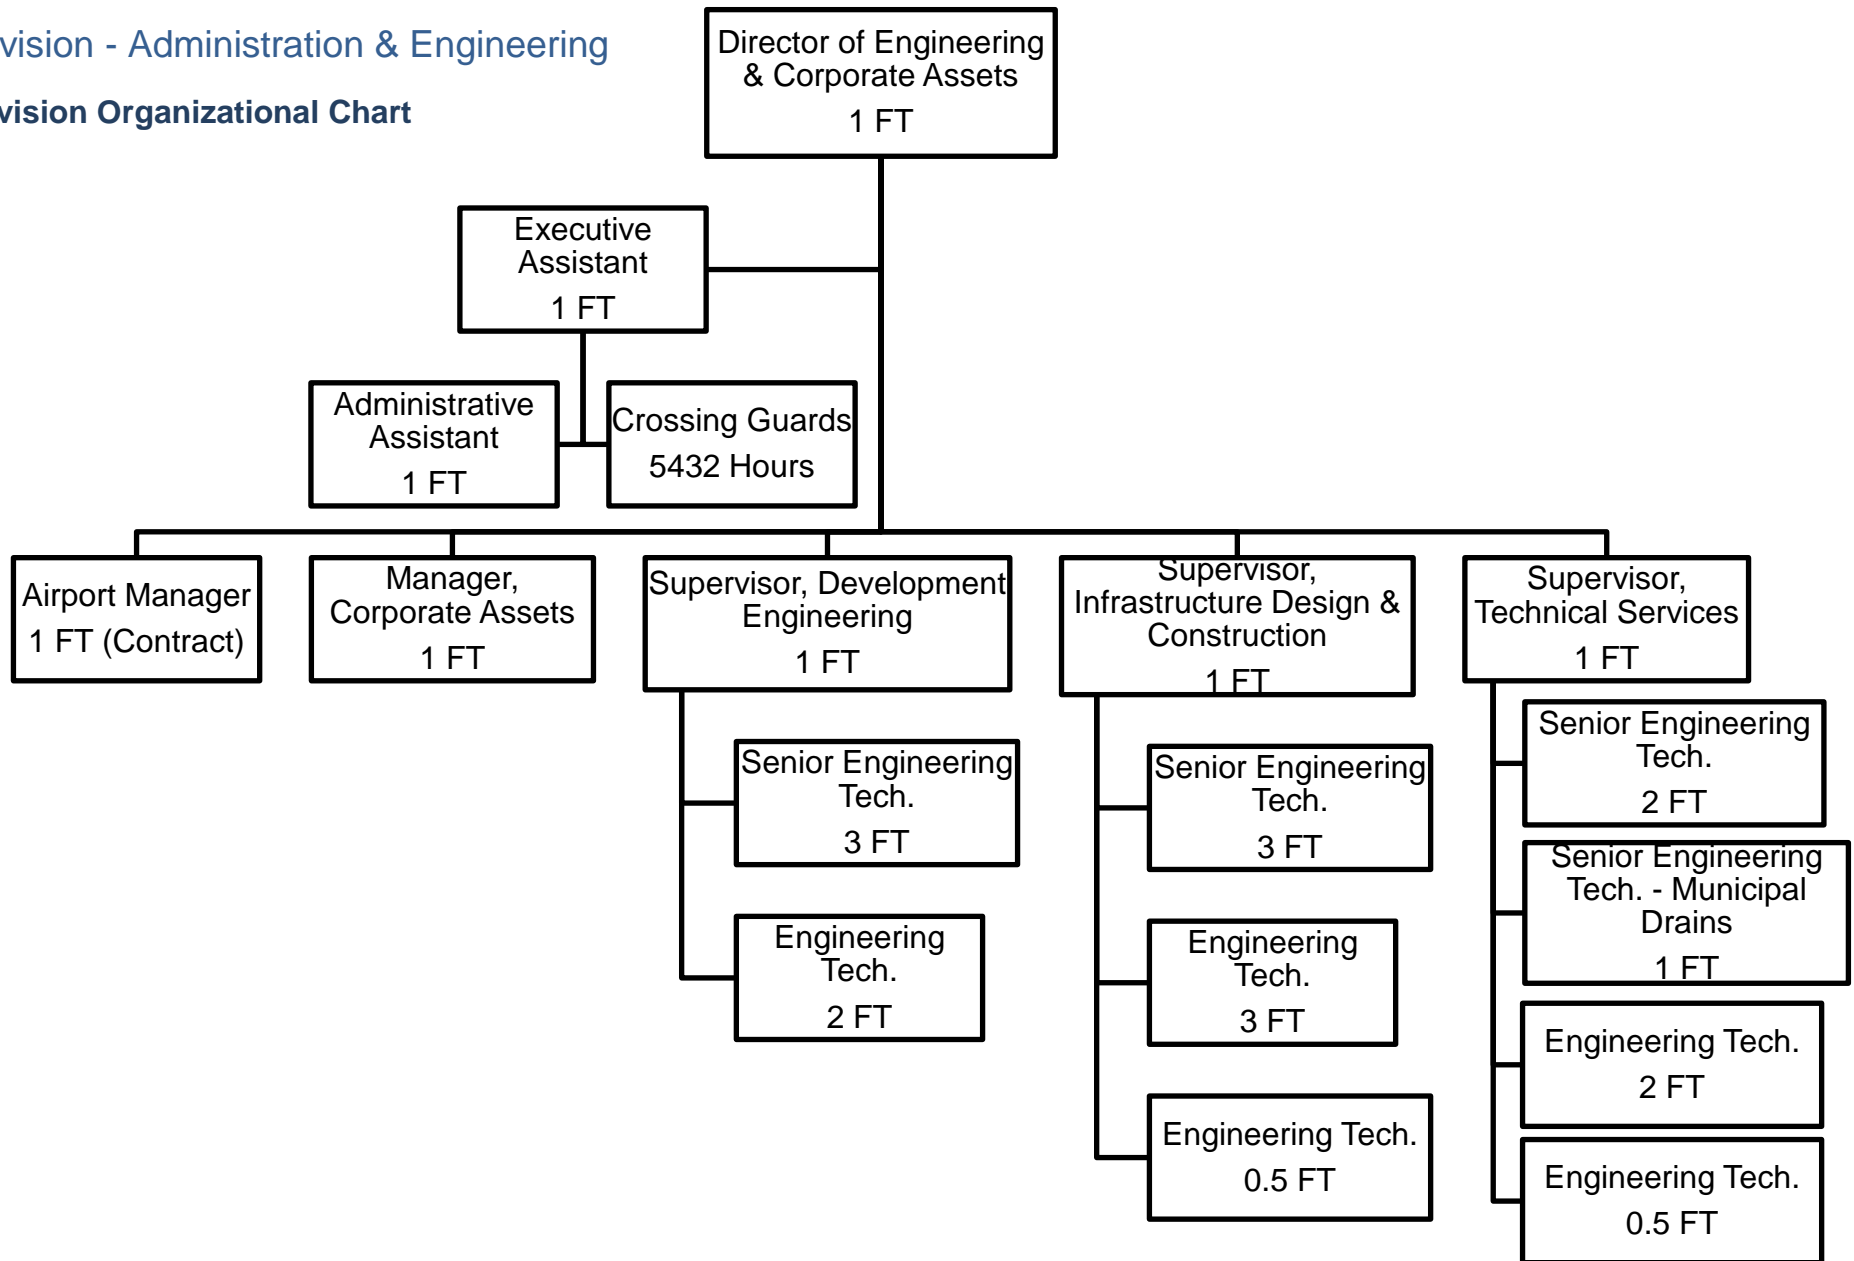 vision - Administration & Engineering
vision Organizational Chart
Director of Engineering
& Corporate Assets
1 FT
Executive
Assistant
1 FT
Administrative
Assistant
1 FT
Crossing Guards
5432 Hours
Airport Manager
1 FT (Contract)
Manager,
Corporate Assets
1 FT
Supervisor, Development
Engineering
1 FT
Supervisor,
Infrastructure Design &
Construction
1 FT
Supervisor,
Technical Services
1 FT
Senior Engineering
Tech.
3 FT
Engineering
Tech.
2 FT
Senior Engineering
Tech.
3 FT
Engineering
Tech.
3 FT
Engineering Tech.
0.5 FT
Senior Engineering
Tech.
2 FT
Senior Engineering
Tech. - Municipal
Drains
1 FT
Engineering Tech.
2 FT
Engineering Tech.
0.5 FT